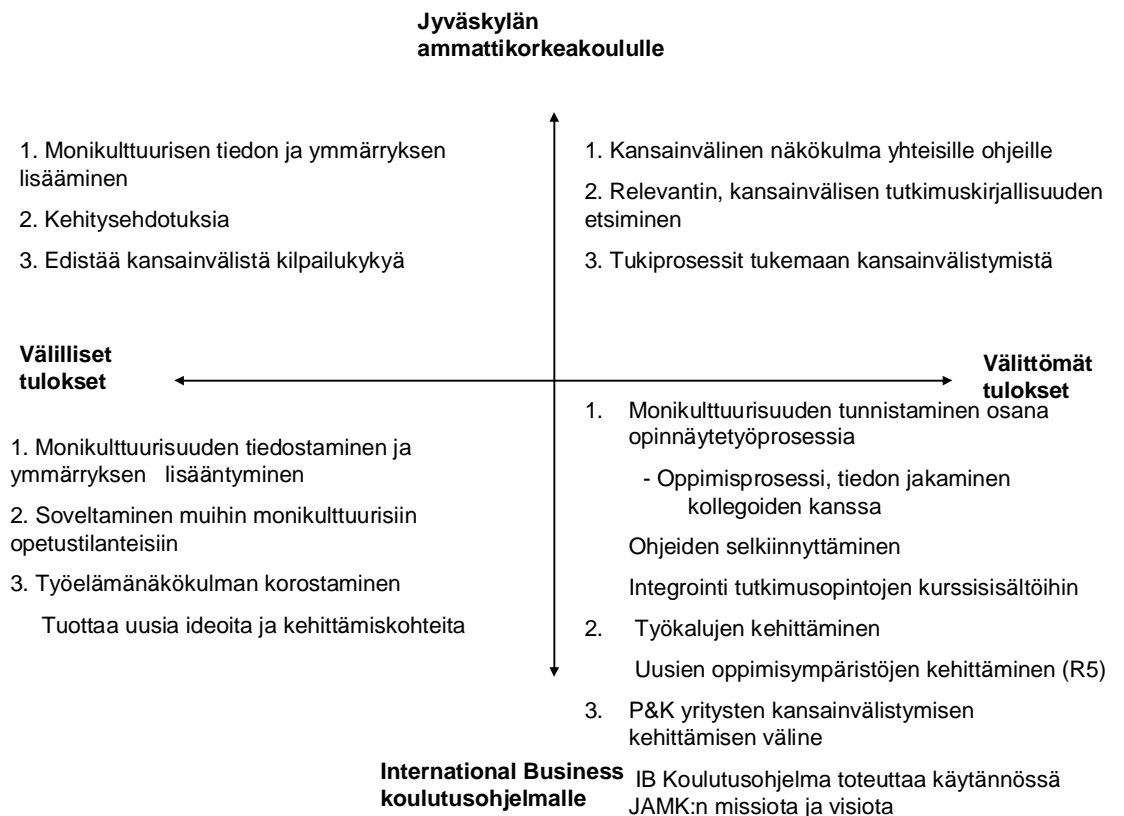 Jyväskylän
ammattikorkeakoululle
1. Monikulttuurisen tiedon ja ymmärryksen
lisääminen
2. Kehitysehdotuksia
3. Edistää kansainvälistä kilpailukykyä
1. Kansainvälinen näkökulma yhteisille ohjeille
2. Relevantin, kansainvälisen tutkimuskirjallisuuden
etsiminen
3. Tukiprosessit tukemaan kansainvälistymistä
Välilliset
tulokset
Välittömät
tulokset
1. Monikulttuurisuuden tiedostaminen ja
ymmärryksen lisääntyminen
2. Soveltaminen muihin monikulttuurisiin
opetustilanteisiin
3. Työelämänäkökulman korostaminen
Tuottaa uusia ideoita ja kehittämiskohteita
1. Monikulttuurisuuden tunnistaminen osana
opinnäytetyöprosessia
- Oppimisprosessi, tiedon jakaminen
kollegoiden kanssa
Ohjeiden selkiinnyttäminen
Integrointi tutkimusopintojen kurssisisältöihin
2. Työkalujen kehittäminen
Uusien oppimisympäristöjen kehittäminen (R5)
3. P&K yritysten kansainvälistymisen
kehittämisen väline
IB Koulutusohjelma toteuttaa käytännössä
JAMK:n missiota ja visiota
International Business
koulutusohjelmalle